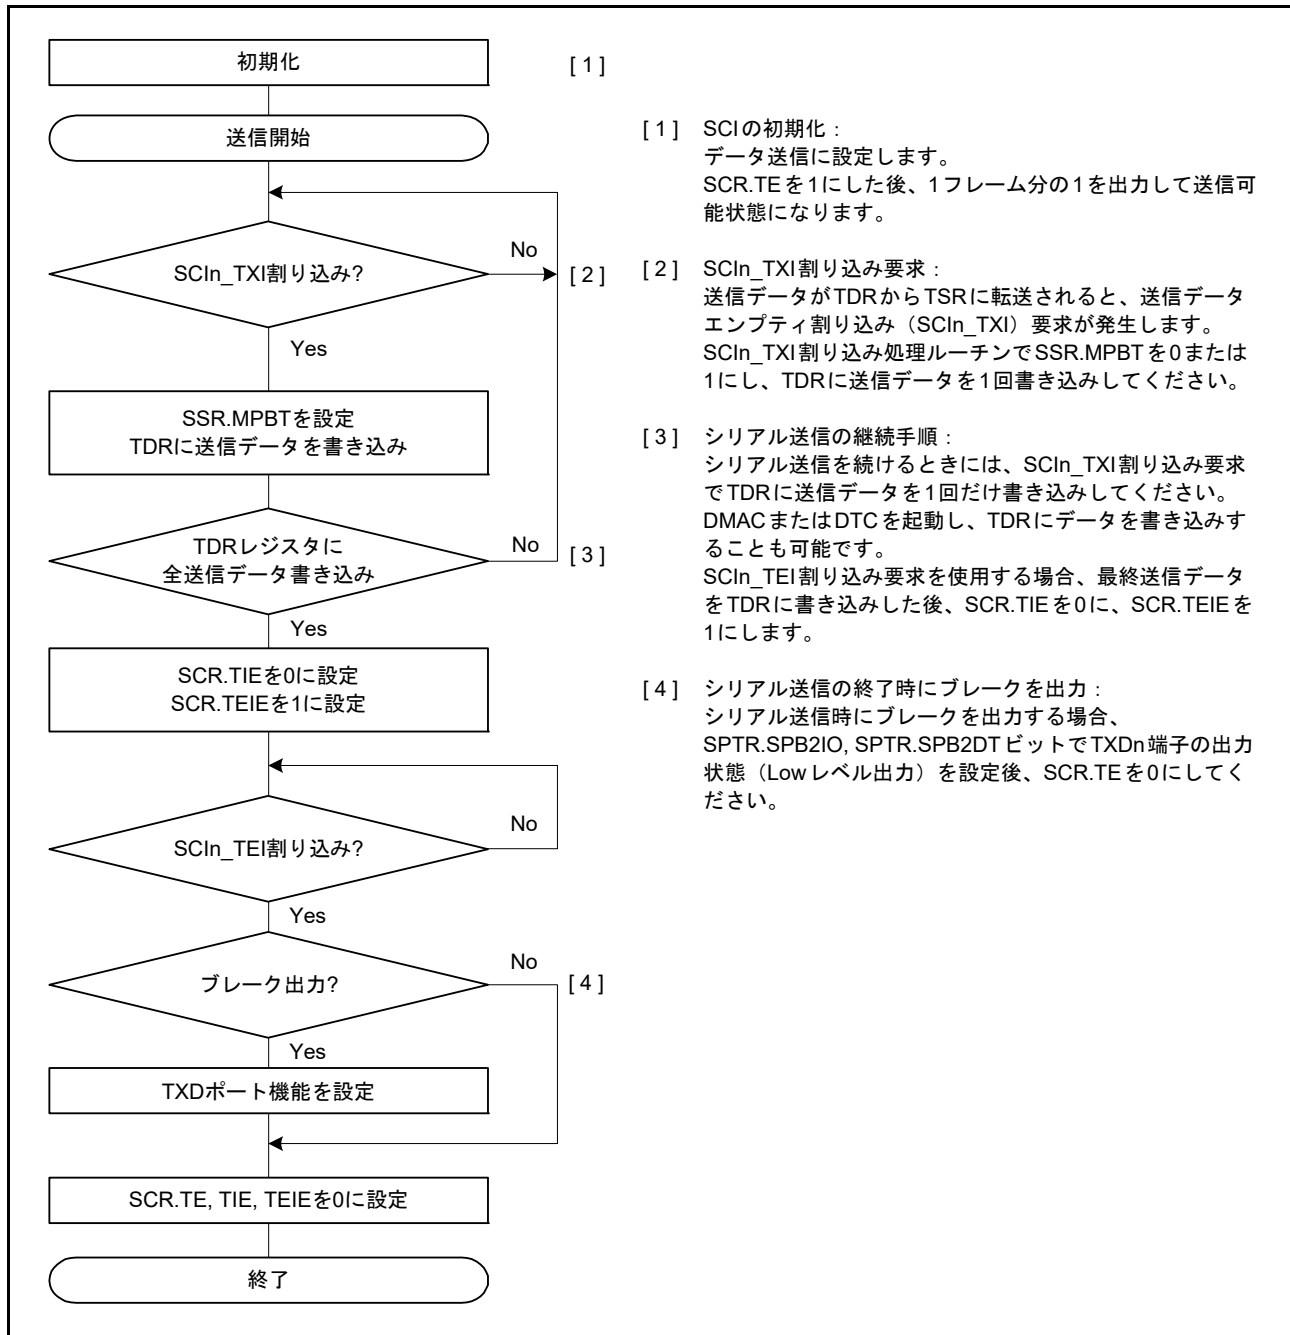 初期化
[ 1 ]
送信開始
SCIn_TXI割り込み?
No
[ 2 ]
Yes
SSR.MPBTを設定
TDRに送信データを書き込み
TDRレジスタに
全送信データ書き込み
No
[ 3 ]
Yes
SCR.TIEを0に設定
SCR.TEIEを1に設定
SCIn_TEI割り込み?
No
Yes
ブレーク出力?
No
[ 4 ]
Yes
TXDポート機能を設定
SCR.TE, TIE, TEIEを0に設定
終了
[ 1 ] SCIの初期化：
データ送信に設定します。
SCR.TEを1にした後、1フレーム分の1を出力して送信可
能状態になります。
[ 2 ] SCIn_TXI割り込み要求：
送信データがTDRからTSRに転送されると、送信データ
エンプティ割り込み（SCIn_TXI）要求が発生します。
SCIn_TXI割り込み処理ルーチンでSSR.MPBTを0または
1にし、TDRに送信データを1回書き込みしてください。
[ 3 ] シリアル送信の継続手順：
シリアル送信を続けるときには、SCIn_TXI割り込み要求
でTDRに送信データを1回だけ書き込みしてください。
DMACまたはDTCを起動し、TDRにデータを書き込みす
ることも可能です。
SCIn_TEI割り込み要求を使用する場合、最終送信データ
をTDRに書き込みした後、SCR.TIEを0に、SCR.TEIEを
1にします。
[ 4 ] シリアル送信の終了時にブレークを出力：
シリアル送信時にブレークを出力する場合、
SPTR.SPB2IO, SPTR.SPB2DTビットでTXDn端子の出力
状態（Lowレベル出力）を設定後、SCR.TEを0にしてく
ださい。